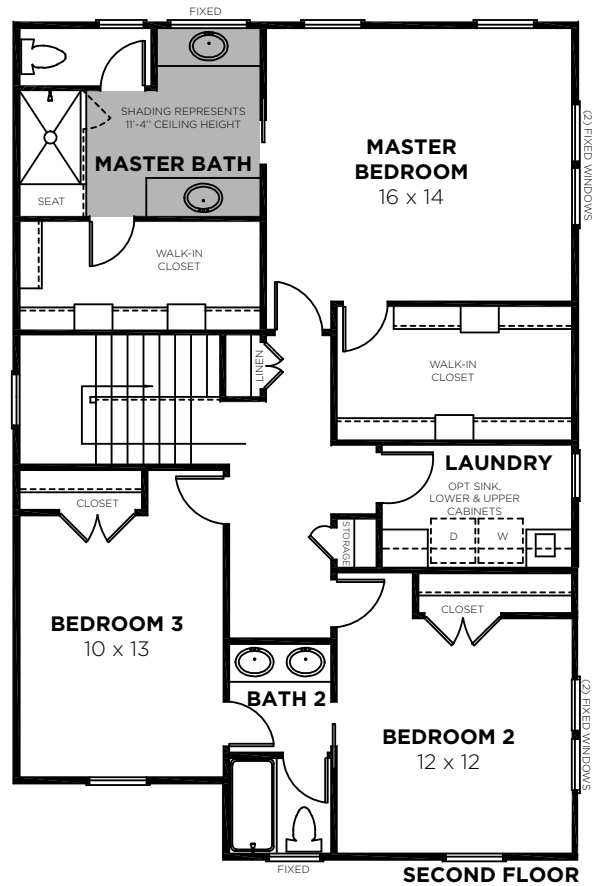 FIXED
SHADING REPRESENTS
11'-4" CEILING HEIGHT
MASTER BATH
SEAT
MASTER
BEDROOM
16 x 14
(2) FIXED WINDOWS
WALK-IN
CLOSET
LINEN
WALK-IN
CLOSET
LAUNDRY
OPT SINK,
LOWER & UPPER
CABINETS
D
W
STORAGE
CLOSET
BEDROOM 3
10 x 13
CLOSET
BATH 2
BEDROOM 2
12 x 12
(2) FIXED WINDOWS
FIXED
SECOND FLOOR